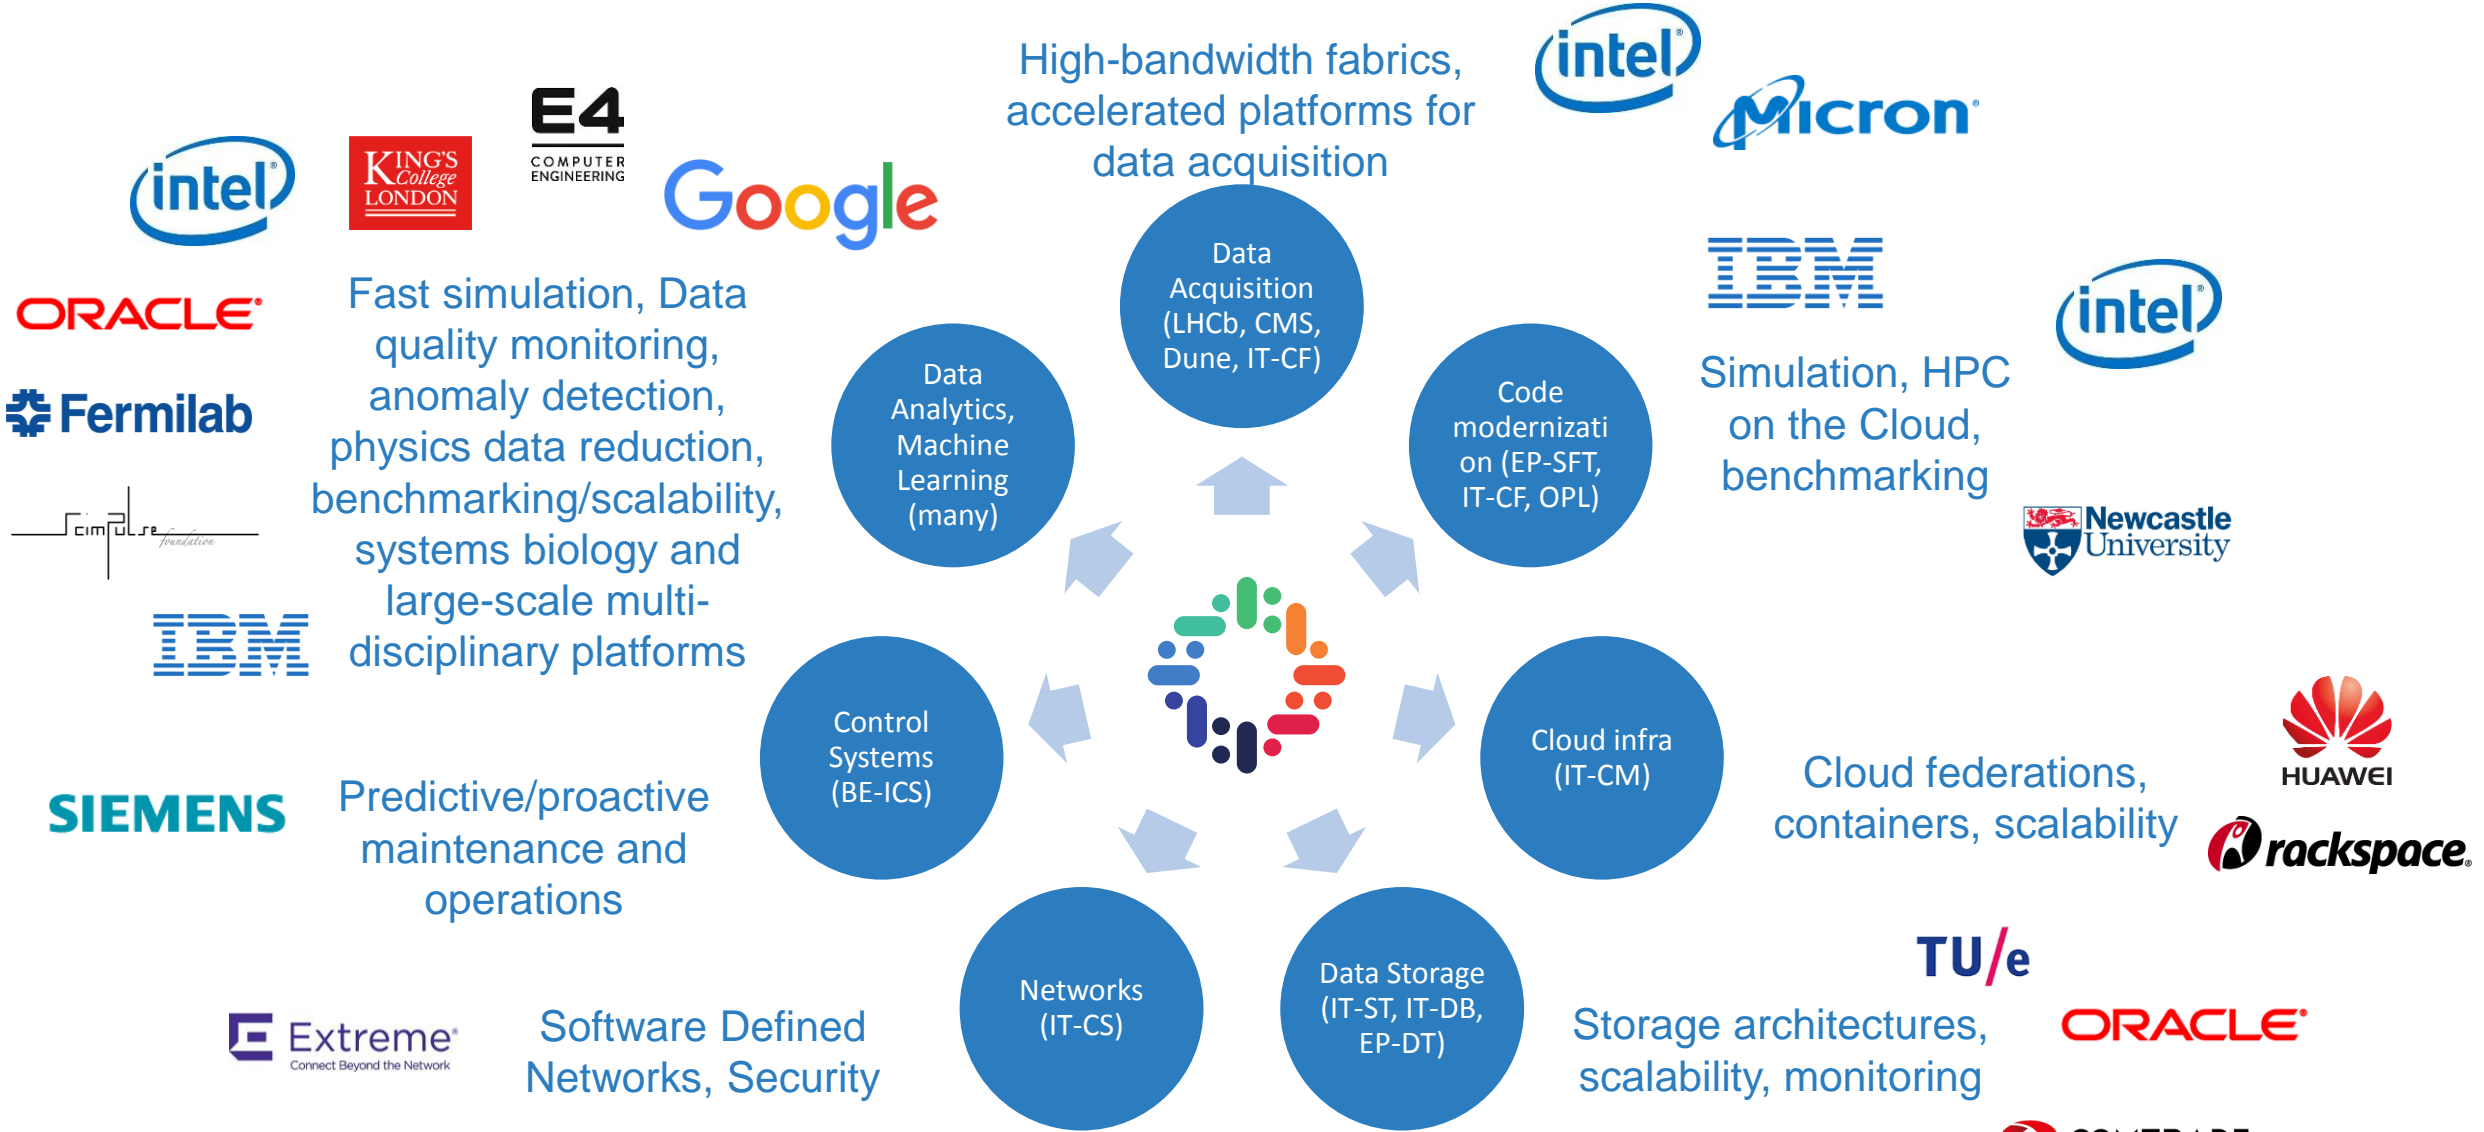 High-bandwidth fabrics,
accelerated platforms for
data acquisition
intel®
Micron®
intel®
KING'S
College
LONDON
E4
COMPUTER
ENGINEERING
Google
Data
Acquisition
(LHCb, CMS,
Dune, IT-CF)
IBM
intel®
ORACLE®
Fermilab
Scimpulse
foundation
IBM
Fast simulation, Data
quality monitoring,
anomaly detection,
physics data reduction,
benchmarking/scalability,
systems biology and
large-scale multi-
disciplinary platforms
Data
Analytics,
Machine
Learning
(many)
Code
modernizati
on (EP-SFT,
IT-CF, OPL)
Simulation, HPC
on the Cloud,
benchmarking
Newcastle
University
Control
Systems
(BE-ICS)
Cloud infra
(IT-CM)
Cloud federations,
containers, scalability
HUAWEI
rackspace®
SIEMENS
Predictive/proactive
maintenance and
operations
Extreme®
Connect Beyond the Network
Software Defined
Networks, Security
Networks
(IT-CS)
Data Storage
(IT-ST, IT-DB,
EP-DT)
TU/e
Storage architectures,
scalability, monitoring
ORACLE®